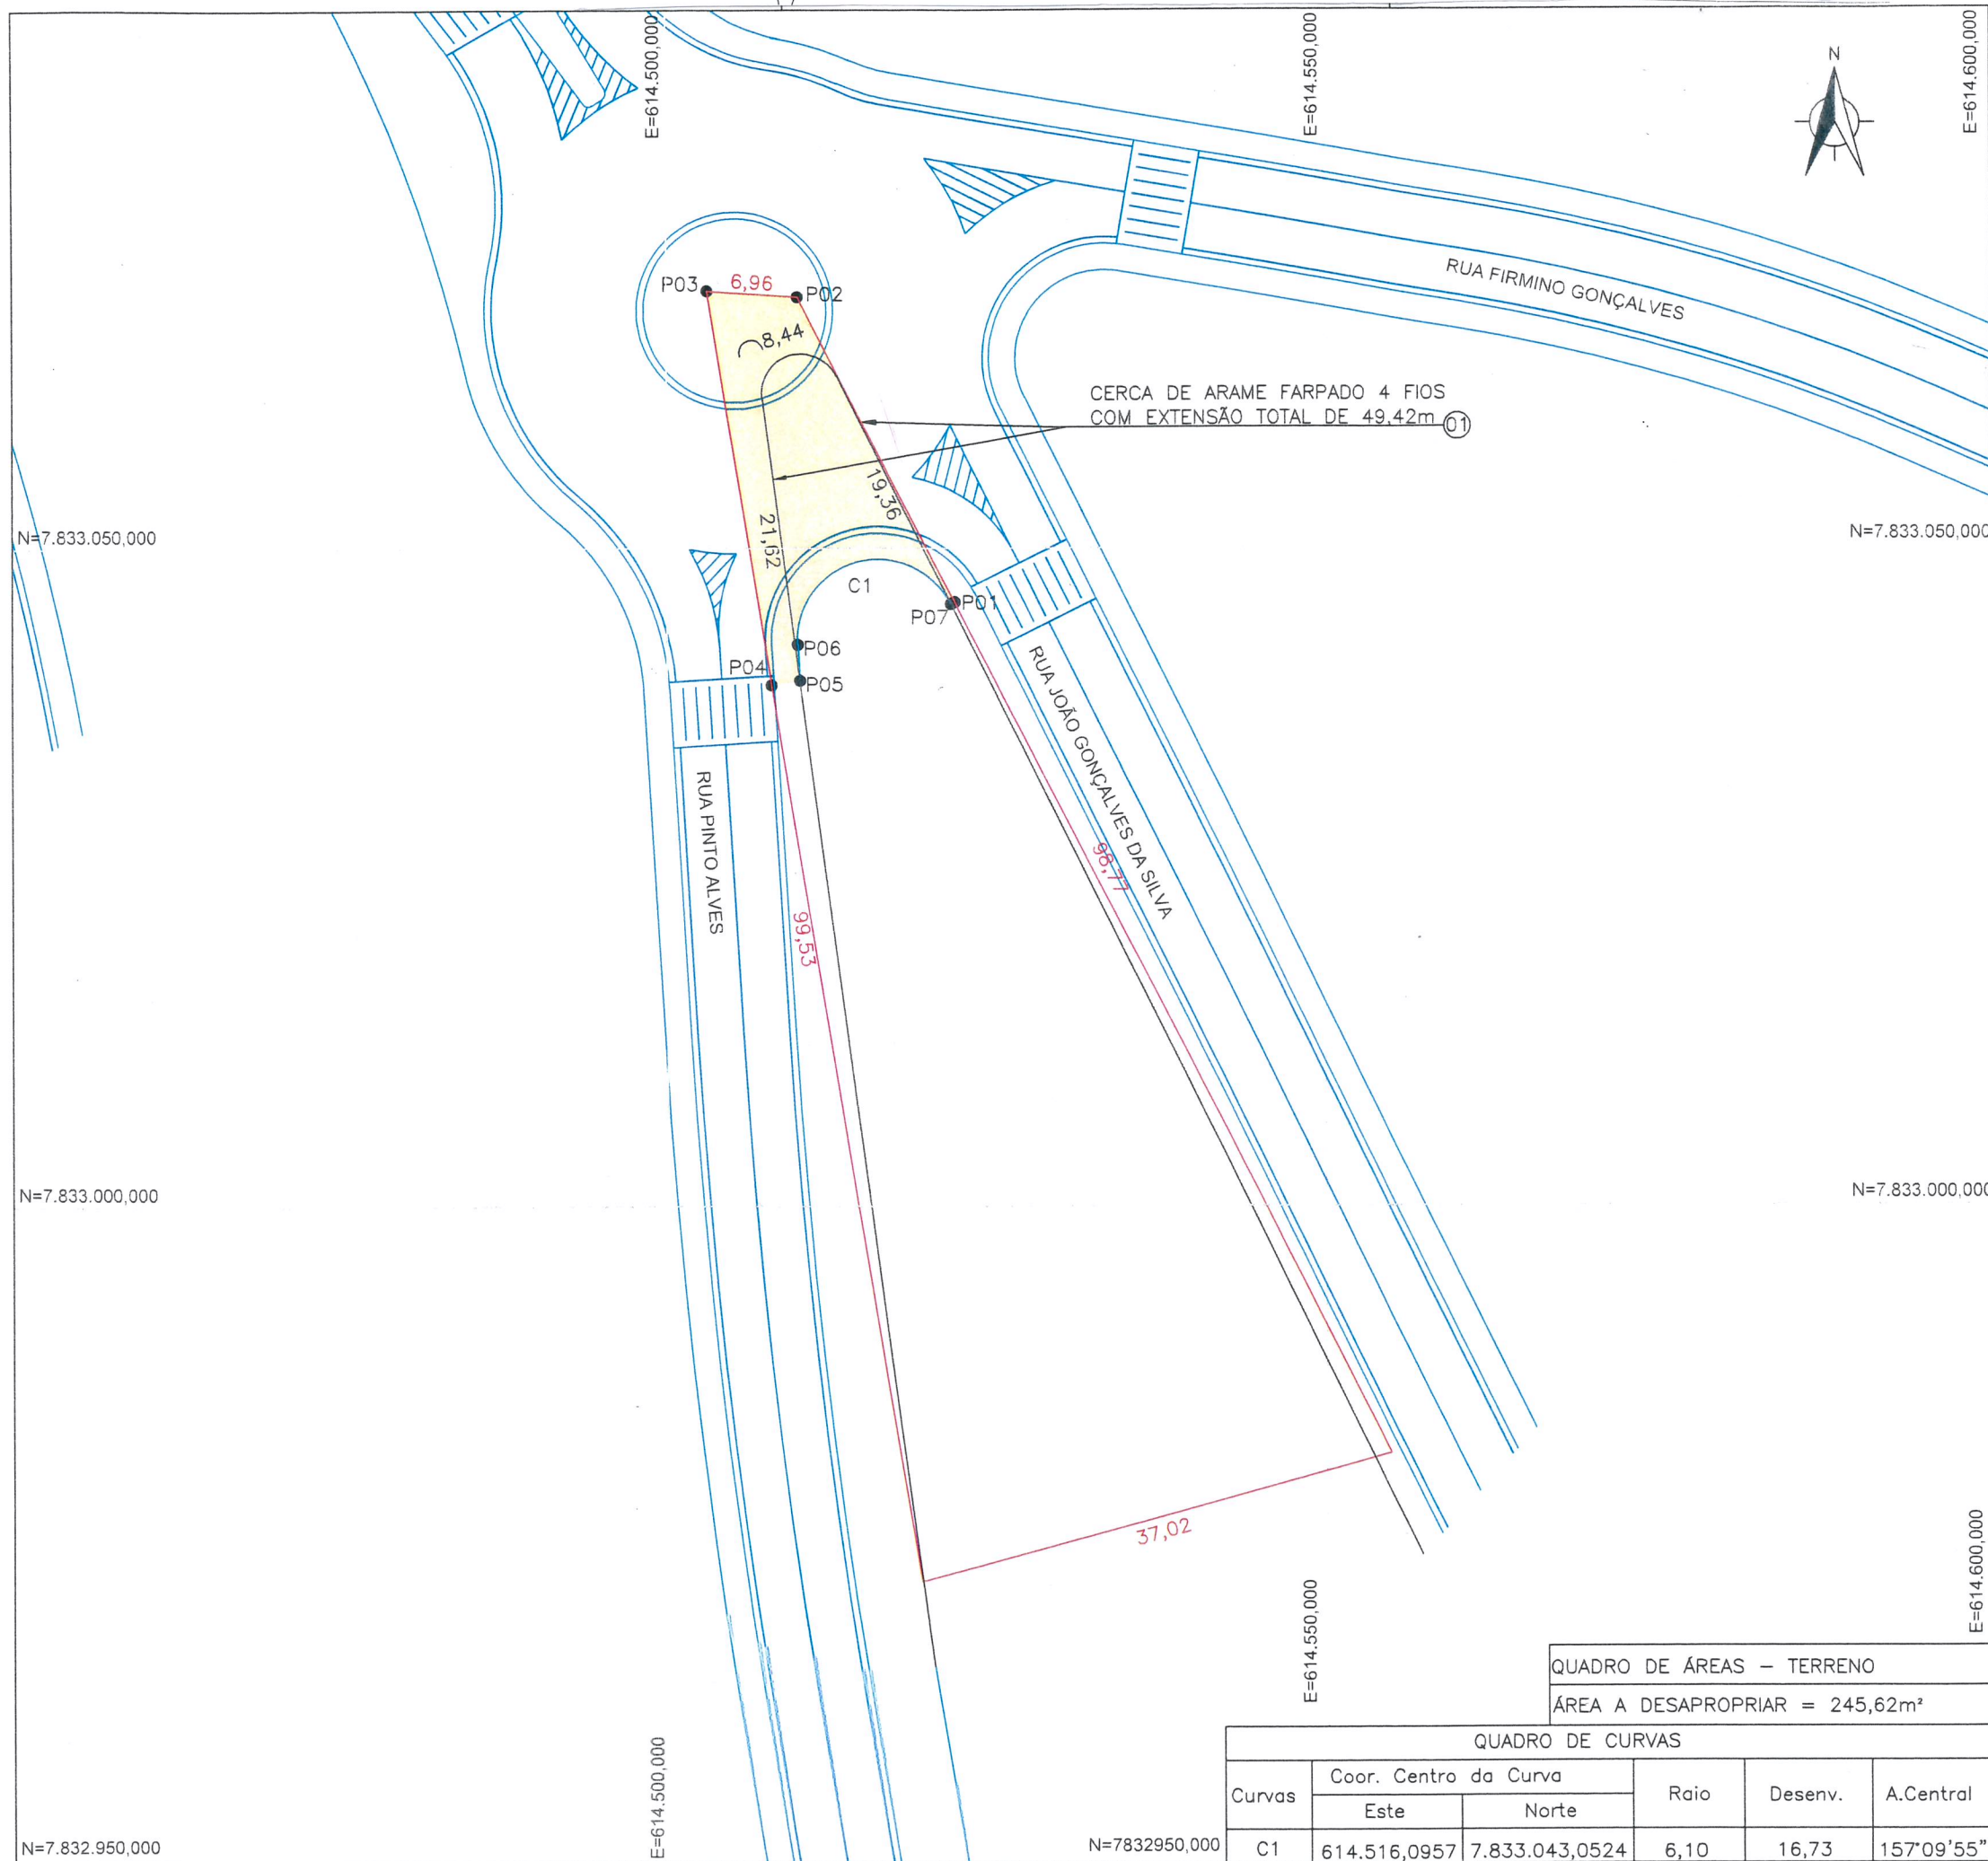 E=614.500,000
E=614.550,000
E=614.600,000
N
P03
6,96
P02
8,44
RUA FIRMINO GONÇALVES
CERCA DE ARAME FARPADO 4 FIOS
COM EXTENSÃO TOTAL DE 49,42m 01
19,36
21,62
N=7.833.050,000
N=7.833.050,000
C1
P01
P07
P06
P04
P05
RUA JOÃO GONÇALVES DA SILVA
RUA PINTO ALVES
98,77
99,53
N=7.833.000,000
N=7.833.000,000
37,02
E=614.500,000
E=614.550,000
E=614.600,000
QUADRO DE ÁREAS – TERRENO
ÁREA A DESAPROPRIAR = 245,62m²
QUADRO DE CURVAS
Curvas
Coor. Centro da Curva
Este
Norte
Raio
Desenv.
A.Central
C1
614.516,0957
7.833.043,0524
6,10
16,73
157°09'55"
N=7.832.950,000
N=7832950,000